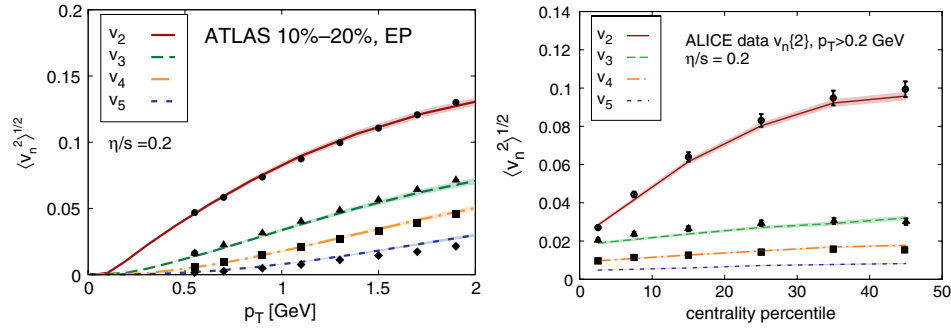 v₂
v₃
v₄
v₅
ATLAS 10%–20%, EP
η/s =0.2
⟨vₙ²⟩^1/2
0.2
0.15
0.1
0.05
0
0 0.5 1 1.5 2
p_T [GeV]
v₂
v₃
v₄
v₅
ALICE data vₙ{2}, p_T>0.2 GeV
η/s = 0.2
⟨vₙ²⟩^1/2
0.14
0.12
0.1
0.08
0.06
0.04
0.02
0
0 10 20 30 40 50
centrality percentile